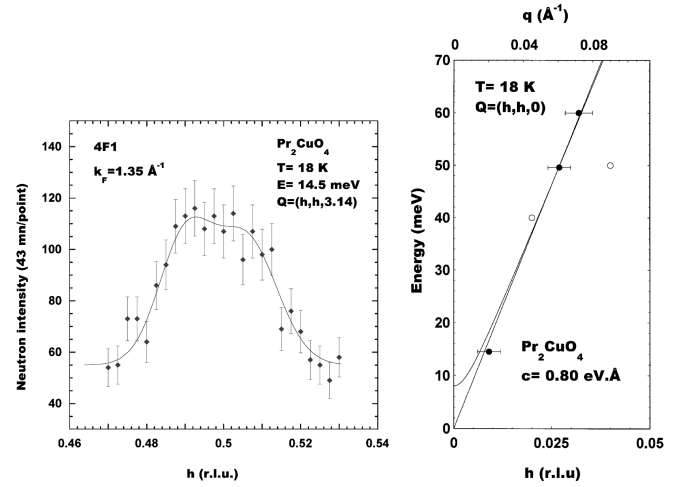 4F1
k_F=1.35 Å⁻¹
Pr₂CuO₄
T= 18 K
E= 14.5 meV
Q=(h,h,3.14)
Neutron intensity (43 mn/point)
140
120
100
80
60
40
0.46 0.48 0.5 0.52 0.54
h (r.l.u.)
q (Å⁻¹)
0 0.04 0.08
T= 18 K
Q=(h,h,0)
Energy (meV)
70
60
50
40
30
20
10
0
Pr₂CuO₄
c= 0.80 eV.Å
0 0.025 0.05
h (r.l.u)